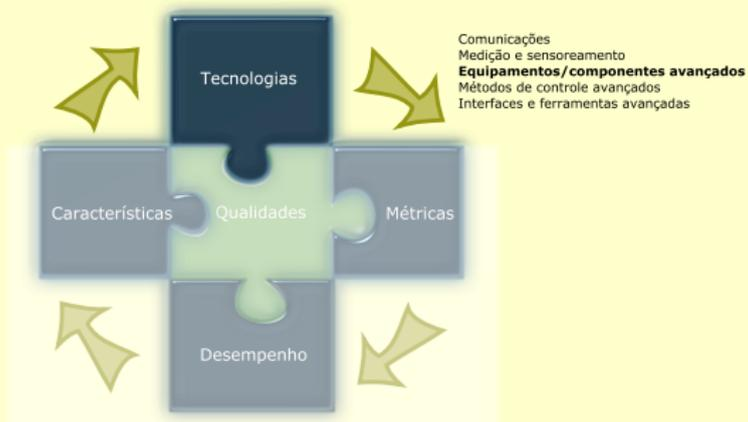 Tecnologias
Comunicações
Medição e sensoreamento
Equipamentos/componentes avançados
Métodos de controle avançados
Interfaces e ferramentas avançadas
Características
Qualidades
Métricas
Desempenho